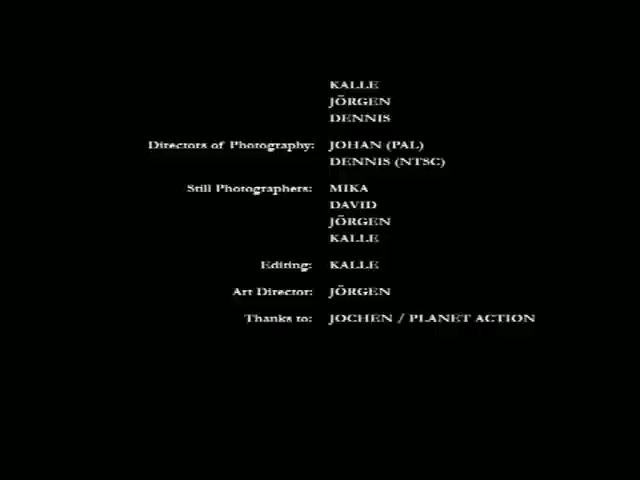 KALLE
JÖRGEN
DENNIS
Directors of Photography: JOHAN (PAL)
DENNIS (NTSC)
Still Photographers: MIKA
DAVID
JÖRGEN
KALLE
Editing: KALLE
Art Director: JÖRGEN
Thanks to: JOCHEN / PLANET ACTION